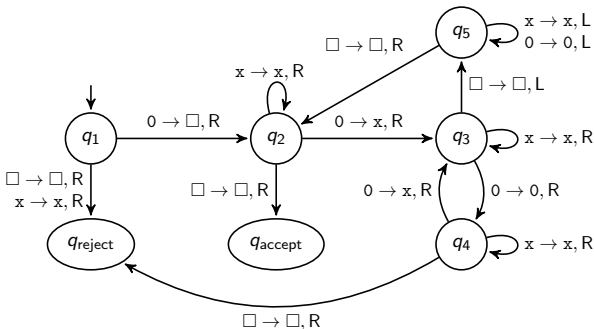 q5
x → x, L
0 → 0, L
□ → □, R
x → x, R
□ → □, L
q1
0 → □, R
q2
0 → x, R
q3
x → x, R
□ → □, R
x → x, R
□ → □, R
0 → x, R
0 → 0, R
qreject
qaccept
q4
x → x, R
□ → □, R